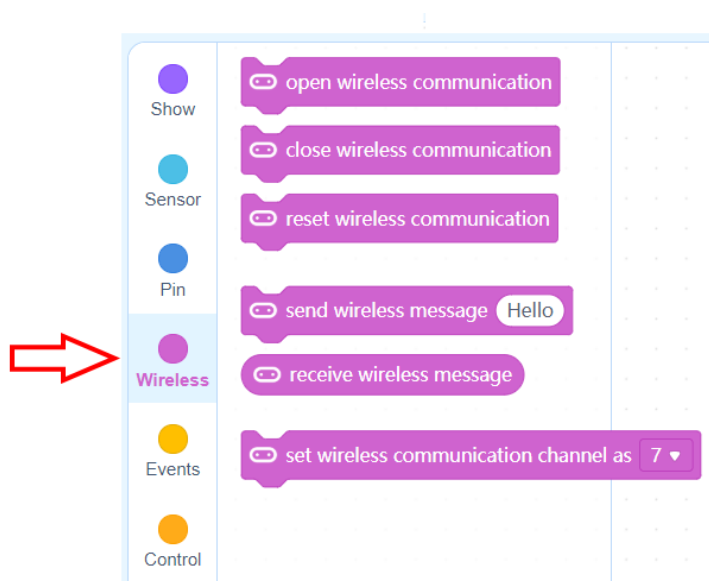 Show
Sensor
Pin
Wireless
Events
Control
open wireless communication
close wireless communication
reset wireless communication
send wireless message Hello
receive wireless message
set wireless communication channel as 7